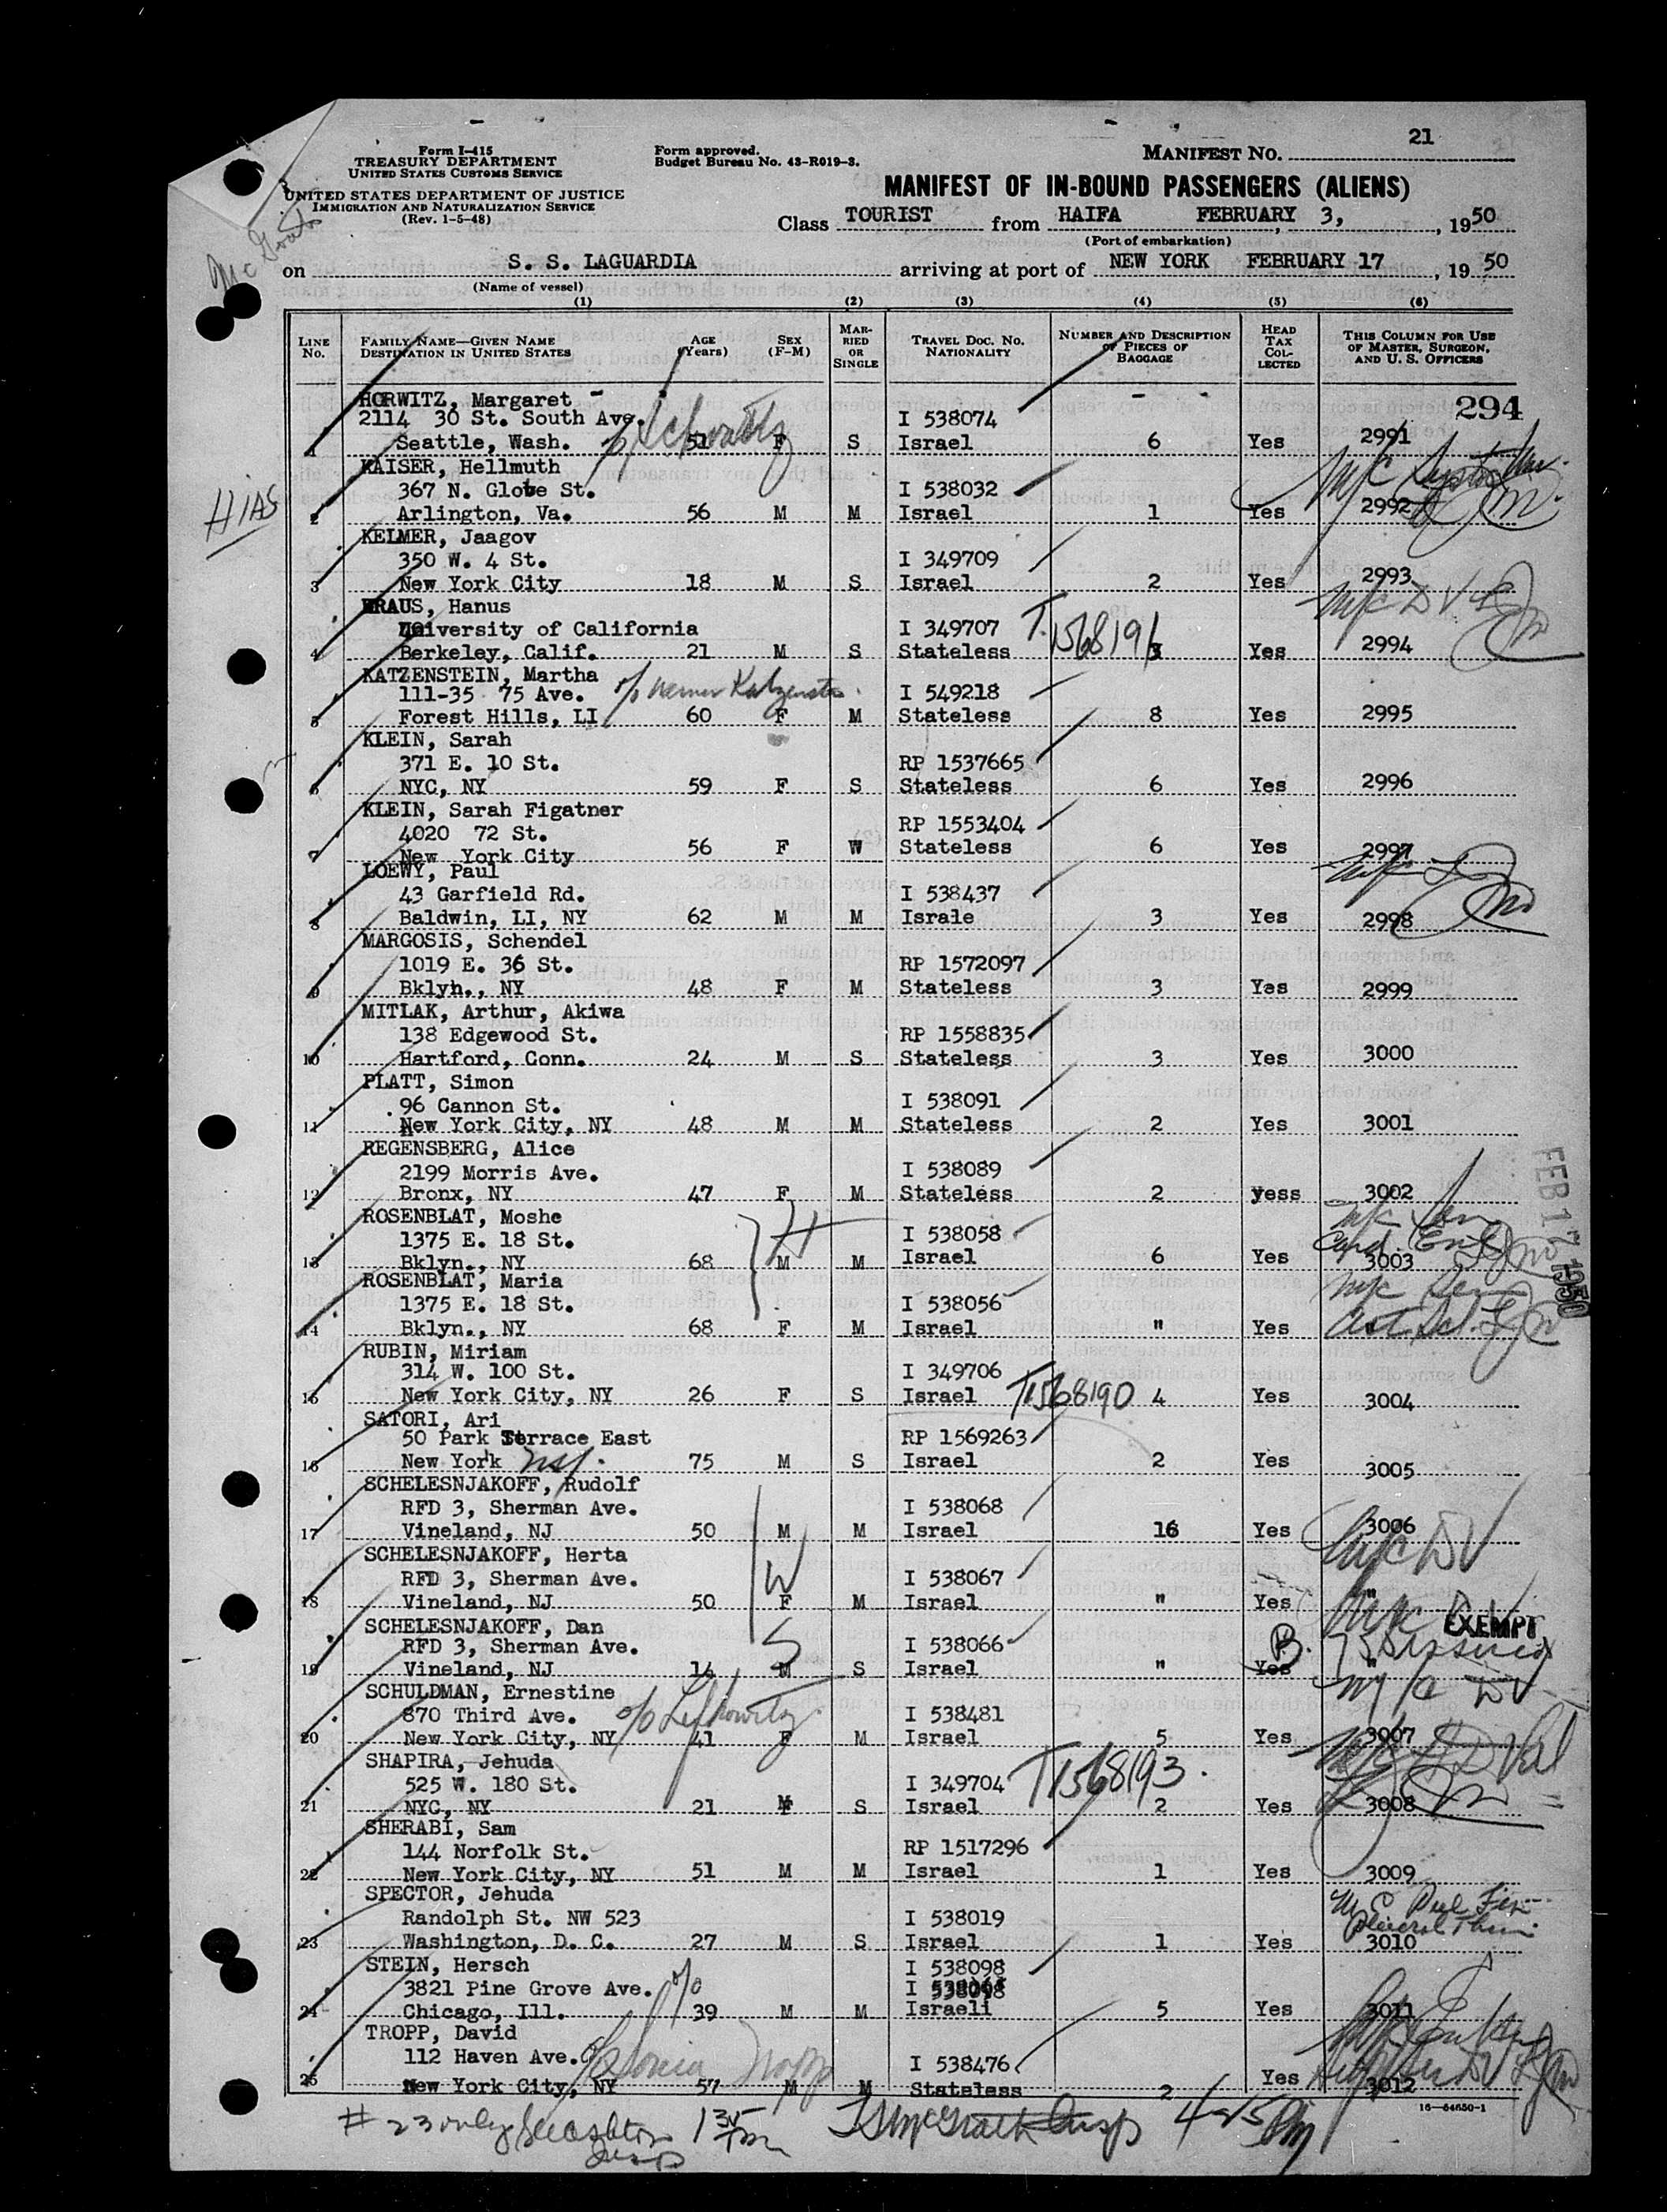 21
Form I-415
TREASURY DEPARTMENT
UNITED STATES CUSTOMS SERVICE
Form approved.
Budget Bureau No. 43-R019-3.
MANIFEST NO.
UNITED STATES DEPARTMENT OF JUSTICE
IMMIGRATION AND NATURALIZATION SERVICE
(Rev. 1-5-48)
MANIFEST OF IN-BOUND PASSENGERS (ALIENS)
Class TOURIST from HAIFA FEBRUARY 3, , 1950
(Port of embarkation)
on S. S. LAGUARDIA arriving at port of NEW YORK FEBRUARY 17 , 19 50
(Name of vessel)
(1) (2) (3) (4) (5) (6)
LINE No. FAMILY NAME—GIVEN NAME DESTINATION IN UNITED STATES AGE (Years) SEX (F-M) MARRIED OR SINGLE TRAVEL DOC. NO. NATIONALITY NUMBER AND DESCRIPTION OF PIECES OF BAGGAGE HEAD TAX COLLECTED THIS COLUMN FOR USE OF MASTER, SURGEON, AND U. S. OFFICERS
294
HORWITZ, Margaret
2114 30 St. South Ave. I 538074
1 Seattle, Wash. 51 F S Israel 6 Yes 2991
HIAS
KAISER, Hellmuth
367 N. Globe St. I 538032
2 Arlington, Va. 56 M M Israel 1 Yes 2992
KELMER, Jaagov
350 W. 4 St. I 349709
3 New York City 18 M S Israel 2 Yes 2993
KRAUS, Hanus
University of California I 349707 T.1568191
4 Berkeley, Calif. 21 M S Stateless 3 Yes 2994
KATZENSTEIN, Martha
111-35 75 Ave. I 549218
5 Forest Hills, LI 60 F M Stateless 8 Yes 2995
KLEIN, Sarah
371 E. 10 St. RP 1537665
6 NYC, NY 59 F S Stateless 6 Yes 2996
KLEIN, Sarah Figatner
4020 72 St. RP 1553404
7 New York City 56 F W Stateless 6 Yes 2997
LOEWY, Paul
43 Garfield Rd. I 538437
8 Baldwin, LI, NY 62 M M Israle 3 Yes 2998
MARGOSIS, Schendel
1019 E. 36 St. RP 1572097
9 Bklyh., NY 48 F M Stateless 3 Yes 2999
MITLAK, Arthur, Akiwa
138 Edgewood St. RP 1558835
10 Hartford, Conn. 24 M S Stateless 3 Yes 3000
PLATT, Simon
96 Cannon St. I 538091
11 New York City, NY 48 M M Stateless 2 Yes 3001
REGENSBERG, Alice
2199 Morris Ave. I 538089
12 Bronx, NY 47 F M Stateless 2 yess 3002
FEB 17 1950
ROSENBLAT, Moshe
1375 E. 18 St. I 538058
13 Bklyn., NY 68 M M Israel 6 Yes 3003
ROSENBLAT, Maria
1375 E. 18 St. I 538056
14 Bklyn., NY 68 F M Israel " Yes "
RUBIN, Miriam
314 W. 100 St. I 349706
15 New York City, NY 26 F S Israel T1568190 4 Yes 3004
SATORI, Ari
50 Park Terrace East RP 1569263
16 New York 75 M S Israel 2 Yes 3005
SCHELESNJAKOFF, Rudolf
RFD 3, Sherman Ave. I 538068
17 Vineland, NJ 50 M M Israel 16 Yes 3006
SCHELESNJAKOFF, Herta
RFD 3, Sherman Ave. I 538067
18 Vineland, NJ 50 F M Israel " Yes "
EXEMPT
SCHELESNJAKOFF, Dan
RFD 3, Sherman Ave. I 538066
19 Vineland, NJ 14 M S Israel " Yes "
SCHULDMAN, Ernestine
870 Third Ave. c/o Lefkowitz I 538481
20 New York City, NY 41 F M Israel 5 Yes 3007
SHAPIRA, Jehuda
525 W. 180 St. I 349704 T1568193.
21 NYC, NY 21 M S Israel 2 Yes 3008
SHERABI, Sam
144 Norfolk St. RP 1517296
22 New York City, NY 51 M M Israel 1 Yes 3009
SPECTOR, Jehuda
Randolph St. NW 523 I 538019
23 Washington, D. C. 27 M S Israel 1 Yes 3010
STEIN, Hersch I 538098
3821 Pine Grove Ave. c/o I 538098
24 Chicago, Ill. 39 M M Israeli 5 Yes 3011
TROPP, David
112 Haven Ave. c/o Sonia Tropp I 538476
25 New York City, NY 57 M M Stateless 2 Yes 3012
16—54650-1
# 23 only